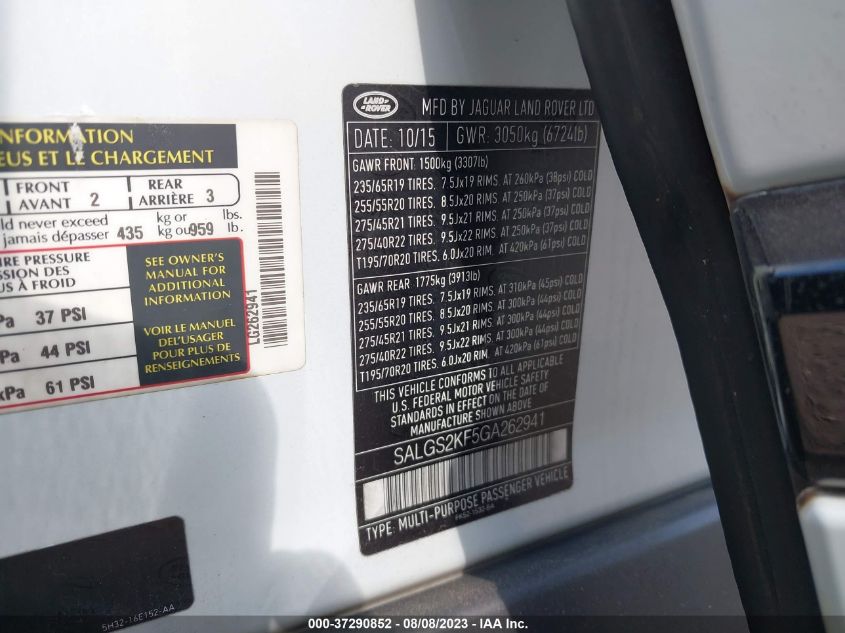 INFORMATION
EUS ET LE CHARGEMENT
FRONT
AVANT 2
REAR
ARRIÈRE 3
ld never exceed
jamais dépasser 435 kg or kg ou 959 lbs. lb.
IRE PRESSURE
SSION DES
S À FROID
Pa 37 PSI
Pa 44 PSI
kPa 61 PSI
SEE OWNER'S
MANUAL FOR
ADDITIONAL
INFORMATION
VOIR LE MANUEL
DE L'USAGER
POUR PLUS DE
RENSEIGNEMENTS
LG262941
LAND ROVER
MFD BY JAGUAR LAND ROVER LTD
DATE: 10/15 GWR: 3050kg (6724lb)
GAWR FRONT: 1500kg (3307lb)
235/65R19 TIRES. 7.5Jx19 RIMS. AT 260kPa (38psi) COLD
255/55R20 TIRES. 8.5Jx20 RIMS. AT 250kPa (37psi) COLD
275/45R21 TIRES. 9.5Jx21 RIMS. AT 250kPa (37psi) COLD
275/40R22 TIRES. 9.5Jx22 RIMS. AT 250kPa (37psi) COLD
T195/70R20 TIRES. 6.0Jx20 RIM. AT 420kPa (61psi) COLD
GAWR REAR: 1775kg (3913lb)
235/65R19 TIRES. 7.5Jx19 RIMS. AT 310kPa (45psi) COLD
255/55R20 TIRES. 8.5Jx20 RIMS. AT 300kPa (44psi) COLD
275/45R21 TIRES. 9.5Jx21 RIMS. AT 300kPa (44psi) COLD
275/40R22 TIRES. 9.5Jx22 RIMS. AT 300kPa (44psi) COLD
T195/70R20 TIRES. 6.0Jx20 RIM. AT 420kPa (61psi) COLD
THIS VEHICLE CONFORMS TO ALL APPLICABLE
U.S. FEDERAL MOTOR VEHICLE SAFETY
STANDARDS IN EFFECT ON THE DATE OF
MANUFACTURE SHOWN ABOVE
SALGS2KF5GA262941
TYPE: MULTI-PURPOSE PASSENGER VEHICLE
5H32-16E152-AA
000-37290852 - 08/08/2023 - IAAI.com